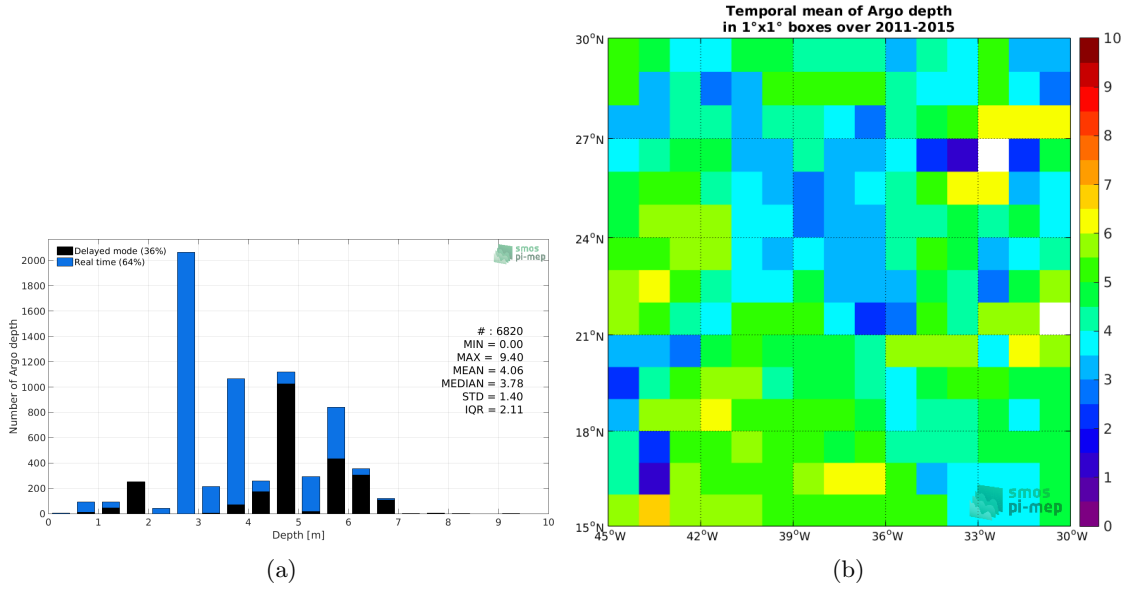 Delayed mode (36%)
Real time (64%)
smos
pi-mep
# : 6820
MIN = 0.00
MAX = 9.40
MEAN = 4.06
MEDIAN = 3.78
STD = 1.40
IQR = 2.11
Number of Argo depth
2000
1800
1600
1400
1200
1000
800
600
400
200
0
0 1 2 3 4 5 6 7 8 9 10
Depth [m]
(a)
Temporal mean of Argo depth
in 1°x1° boxes over 2011-2015
30°N
27°N
24°N
21°N
18°N
15°N
45°W 42°W 39°W 36°W 33°W 30°W
smos
pi-mep
10
9
8
7
6
5
4
3
2
1
0
(b)